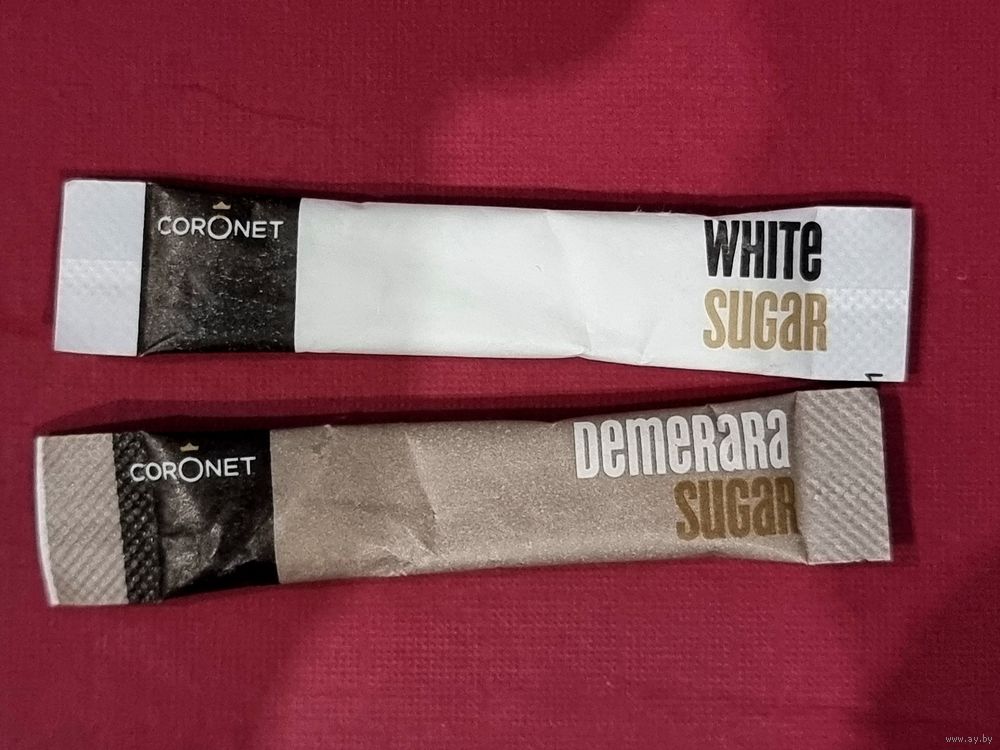 CORONET
WHITe
SUGaR
CORONET
DemeRaRa
SUGaR
www.ay.by